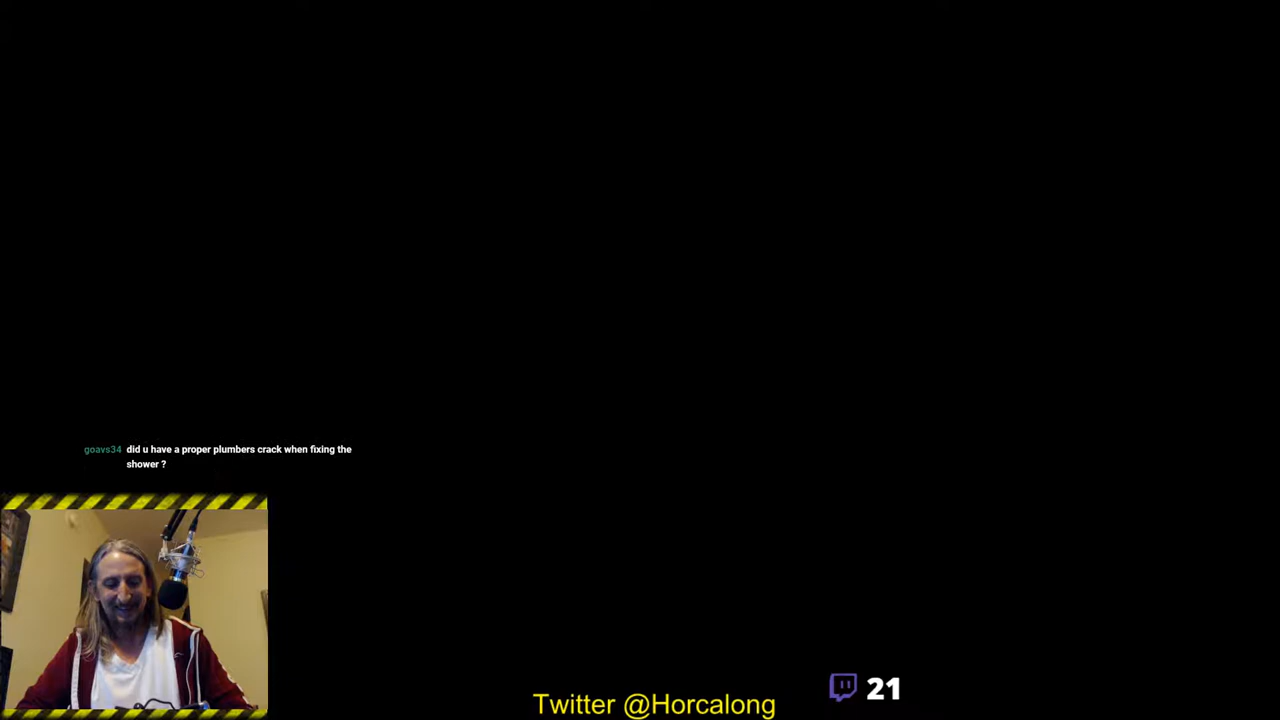 goavs34 did u have a proper plumbers crack when fixing the
shower ?
Twitter @Horcalong
21